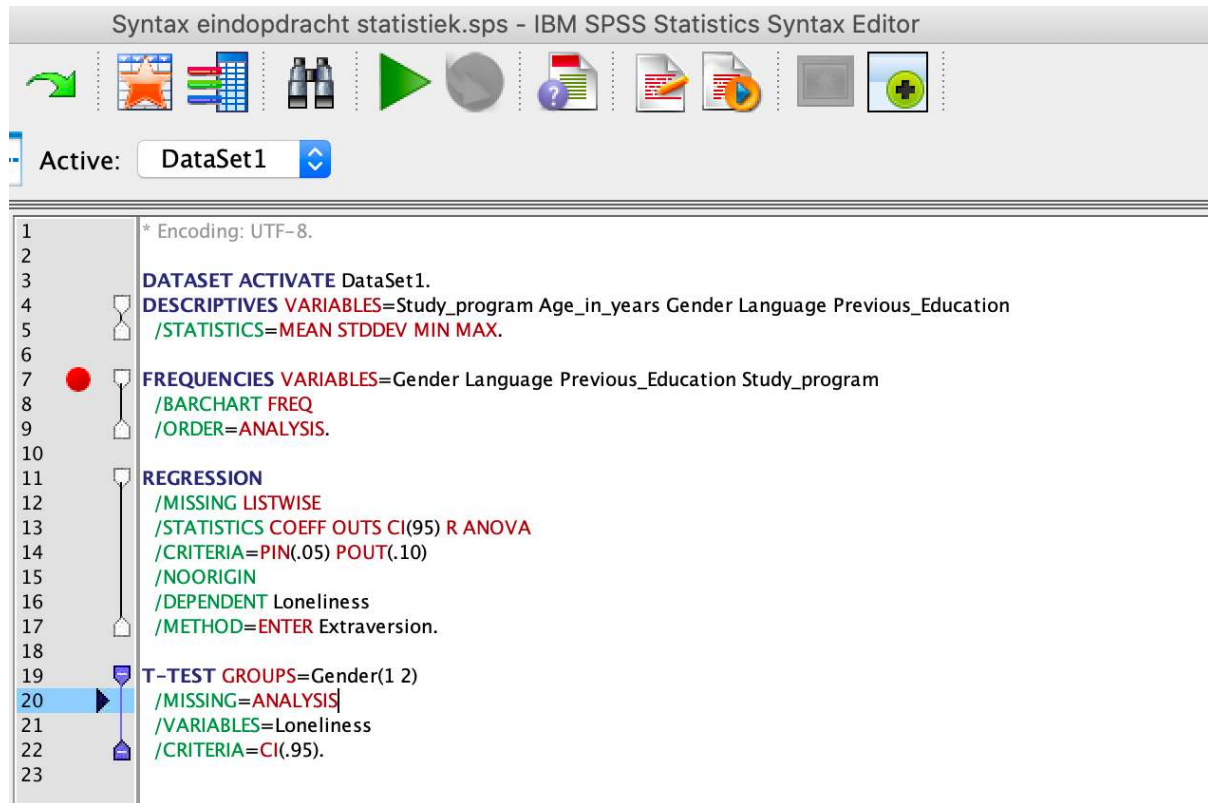 Syntax eindopdracht statistiek.sps - IBM SPSS Statistics Syntax Editor
Active: DataSet1
1 * Encoding: UTF-8.
2
3 DATASET ACTIVATE DataSet1.
4 DESCRIPTIVES VARIABLES=Study_program Age_in_years Gender Language Previous_Education
5 /STATISTICS=MEAN STDDEV MIN MAX.
6
7 FREQUENCIES VARIABLES=Gender Language Previous_Education Study_program
8 /BARCHART FREQ
9 /ORDER=ANALYSIS.
10
11 REGRESSION
12 /MISSING LISTWISE
13 /STATISTICS COEFF OUTS CI(95) R ANOVA
14 /CRITERIA=PIN(.05) POUT(.10)
15 /NOORIGIN
16 /DEPENDENT Loneliness
17 /METHOD=ENTER Extraversion.
18
19 T-TEST GROUPS=Gender(1 2)
20 /MISSING=ANALYSIS
21 /VARIABLES=Loneliness
22 /CRITERIA=CI(.95).
23